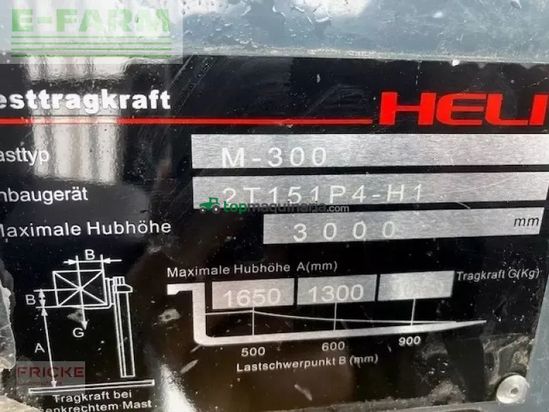 E-FARM
esttragkraft HELI
asttyp M-300
nbaugerät 2T151P4-H1
topmaquinaria.com
Maximale Hubhöhe 3000 mm
Maximale Hubhöhe A(mm) Tragkraft G(Kg)
1650 1300
B
B
G
A
500 600 900
Lastschwerpunkt B (mm)
FRICKE
Tragkraft bei
senkrechtem Mast